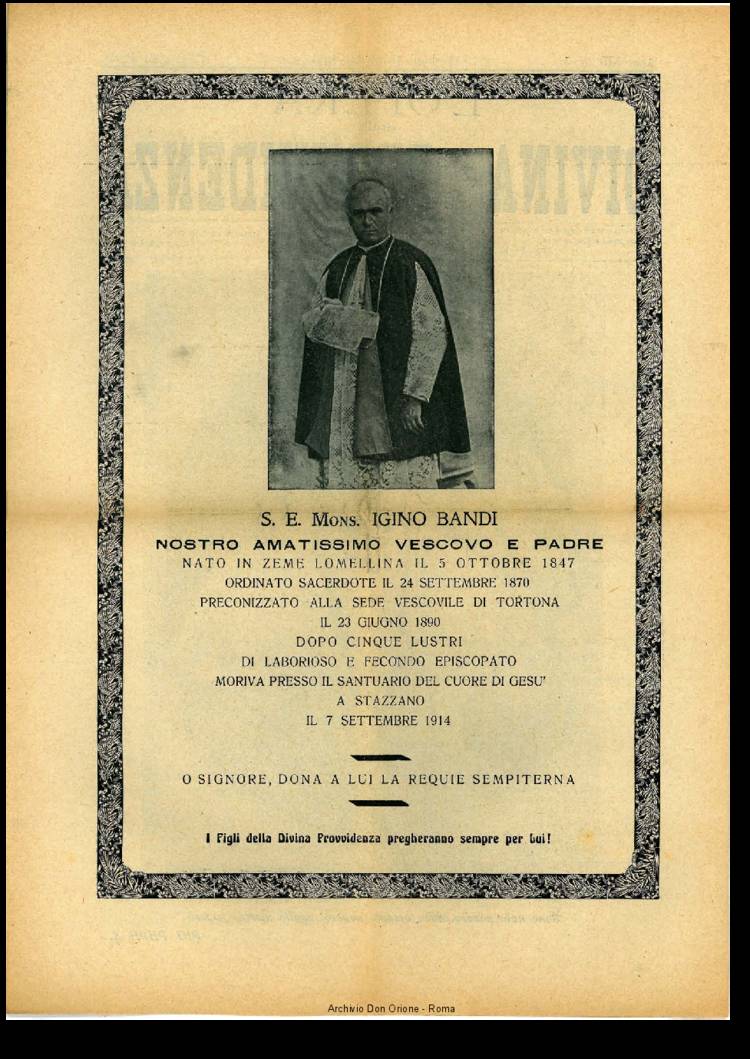 S. E. MONS. IGINO BANDI
NOSTRO AMATISSIMO VESCOVO E PADRE
NATO IN ZEME LOMELLINA IL 5 OTTOBRE 1847
ORDINATO SACERDOTE IL 24 SETTEMBRE 1870
PRECONIZZATO ALLA SEDE VESCOVILE DI TORTONA
IL 23 GIUGNO 1890
DOPO CINQUE LUSTRI
DI LABORIOSO E FECONDO EPISCOPATO
MORIVA PRESSO IL SANTUARIO DEL CUORE DI GESU'
A STAZZANO
IL 7 SETTEMBRE 1914
O SIGNORE, DONA A LUI LA REQUIE SEMPITERNA
I Figli della Divina Provvidenza pregheranno sempre per Lui!
Archivio Don Orione - Roma